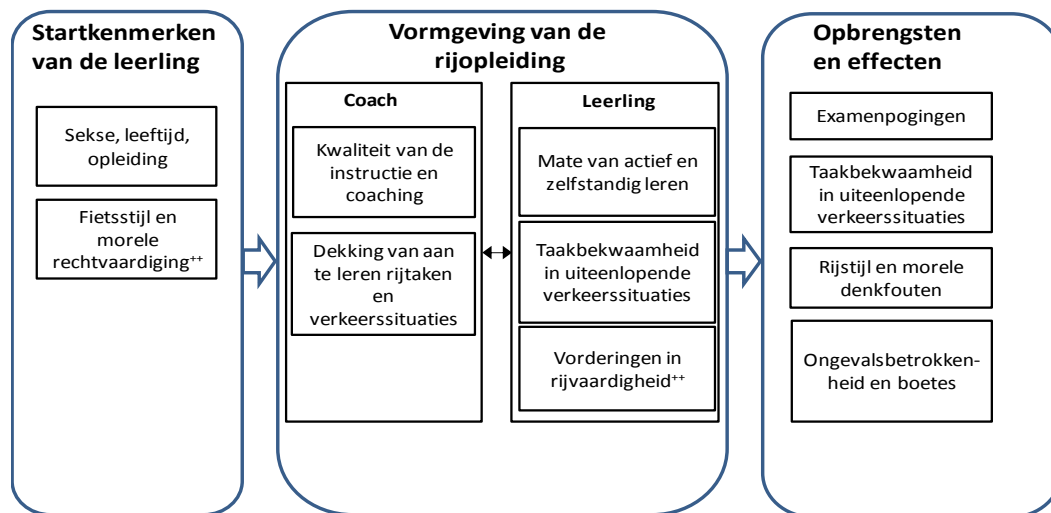 Startkenmerken
van de leerling
Sekse, leeftijd,
opleiding
Fietsstijl en
morele
rechtvaardiging++
Vormgeving van de
rijopleiding
Coach
Kwaliteit van de
instructie en
coaching
Dekking van aan
te leren rijtaken
en
verkeerssituaties
Leerling
Mate van actief en
zelfstandig leren
Taakbekwaamheid
in uiteenlopende
verkeerssituaties
Vorderingen in
rijvaardigheid++
Opbrengsten
en effecten
Examenpogingen
Taakbekwaamheid
in uiteenlopende
verkeerssituaties
Rijstijl en morele
denkfouten
Ongevalsbetrokken-
heid en boetes